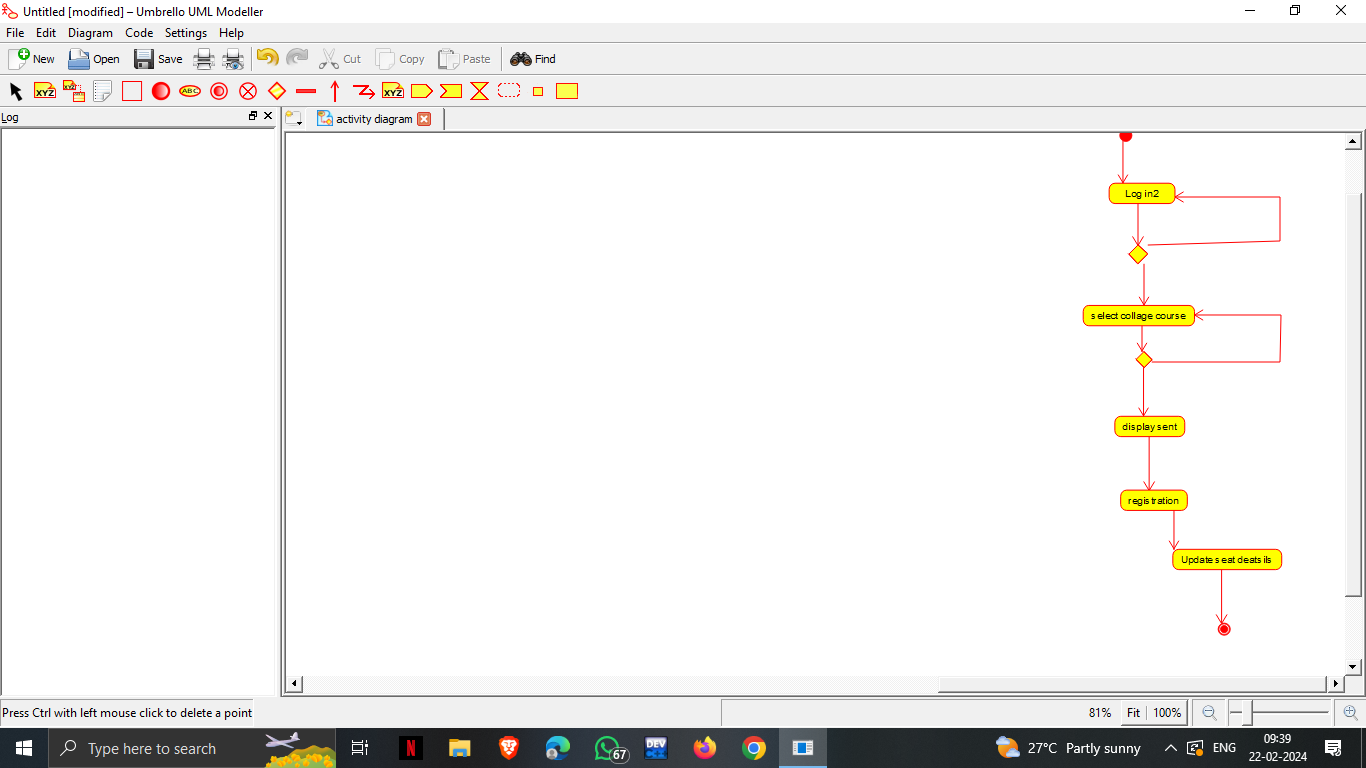 Untitled [modified] – Umbrello UML Modeller
File Edit Diagram Code Settings Help
New Open Save Cut Copy Paste Find
XYZ XYZ ABC XYZ
Log
activity diagram
Log in2
select collage course
display sent
registration
Update seat deatsils
Press Ctrl with left mouse click to delete a point
81% Fit 100%
Type here to search
N
67
DEV
27°C Partly sunny
ENG
09:39
22-02-2024